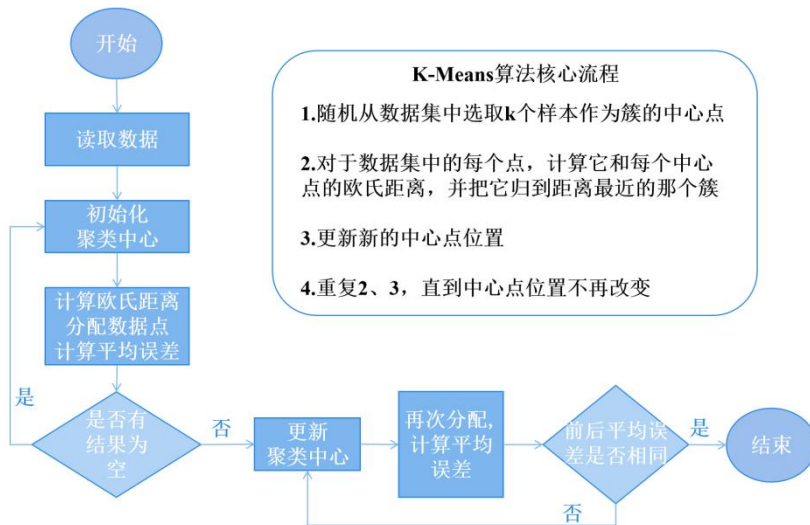 开始
读取数据
初始化
聚类中心
计算欧氏距离
分配数据点
计算平均误差
是
是否有
结果为
空
否
更新
聚类中心
再次分配,
计算平均
误差
前后平均误
差是否相同
是
否
结束
K-Means算法核心流程
1.随机从数据集中选取k个样本作为簇的中心点
2.对于数据集中的每个点，计算它和每个中心
点的欧氏距离，并把它归到距离最近的那个簇
3.更新新的中心点位置
4.重复2、3，直到中心点位置不再改变